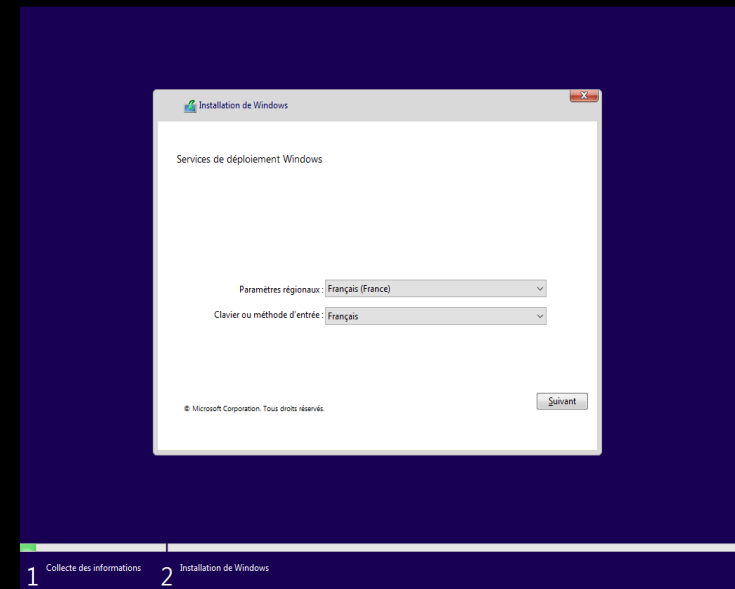 Installation de Windows
Services de déploiement Windows
Paramètres régionaux : Français (France)
Clavier ou méthode d'entrée : Français
© Microsoft Corporation. Tous droits réservés.
Suivant
1 Collecte des informations
2 Installation de Windows